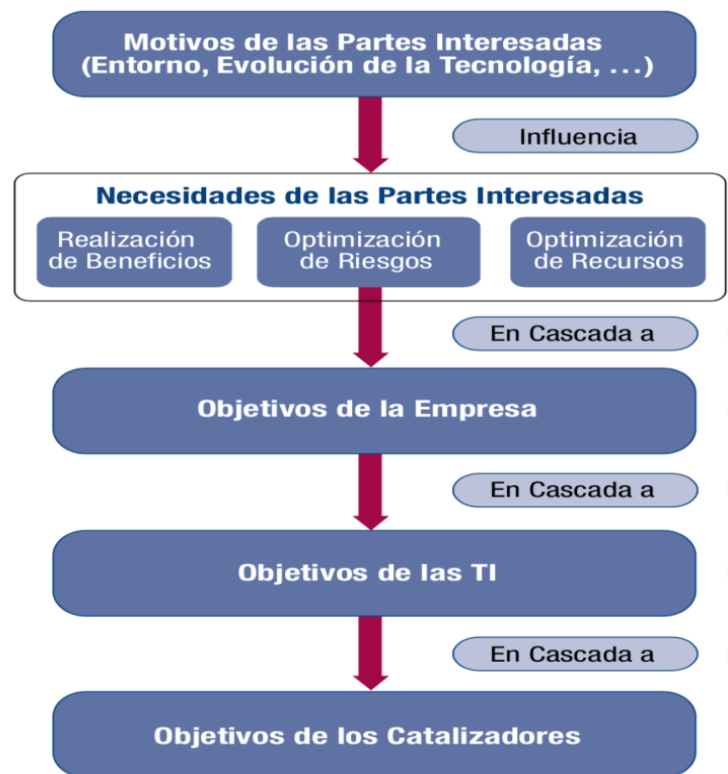 Motivos de las Partes Interesadas
(Entorno, Evolución de la Tecnología, ...)
Influencia
Necesidades de las Partes Interesadas
Realización
de Beneficios
Optimización
de Riesgos
Optimización
de Recursos
En Cascada a
Objetivos de la Empresa
En Cascada a
Objetivos de las TI
En Cascada a
Objetivos de los Catalizadores